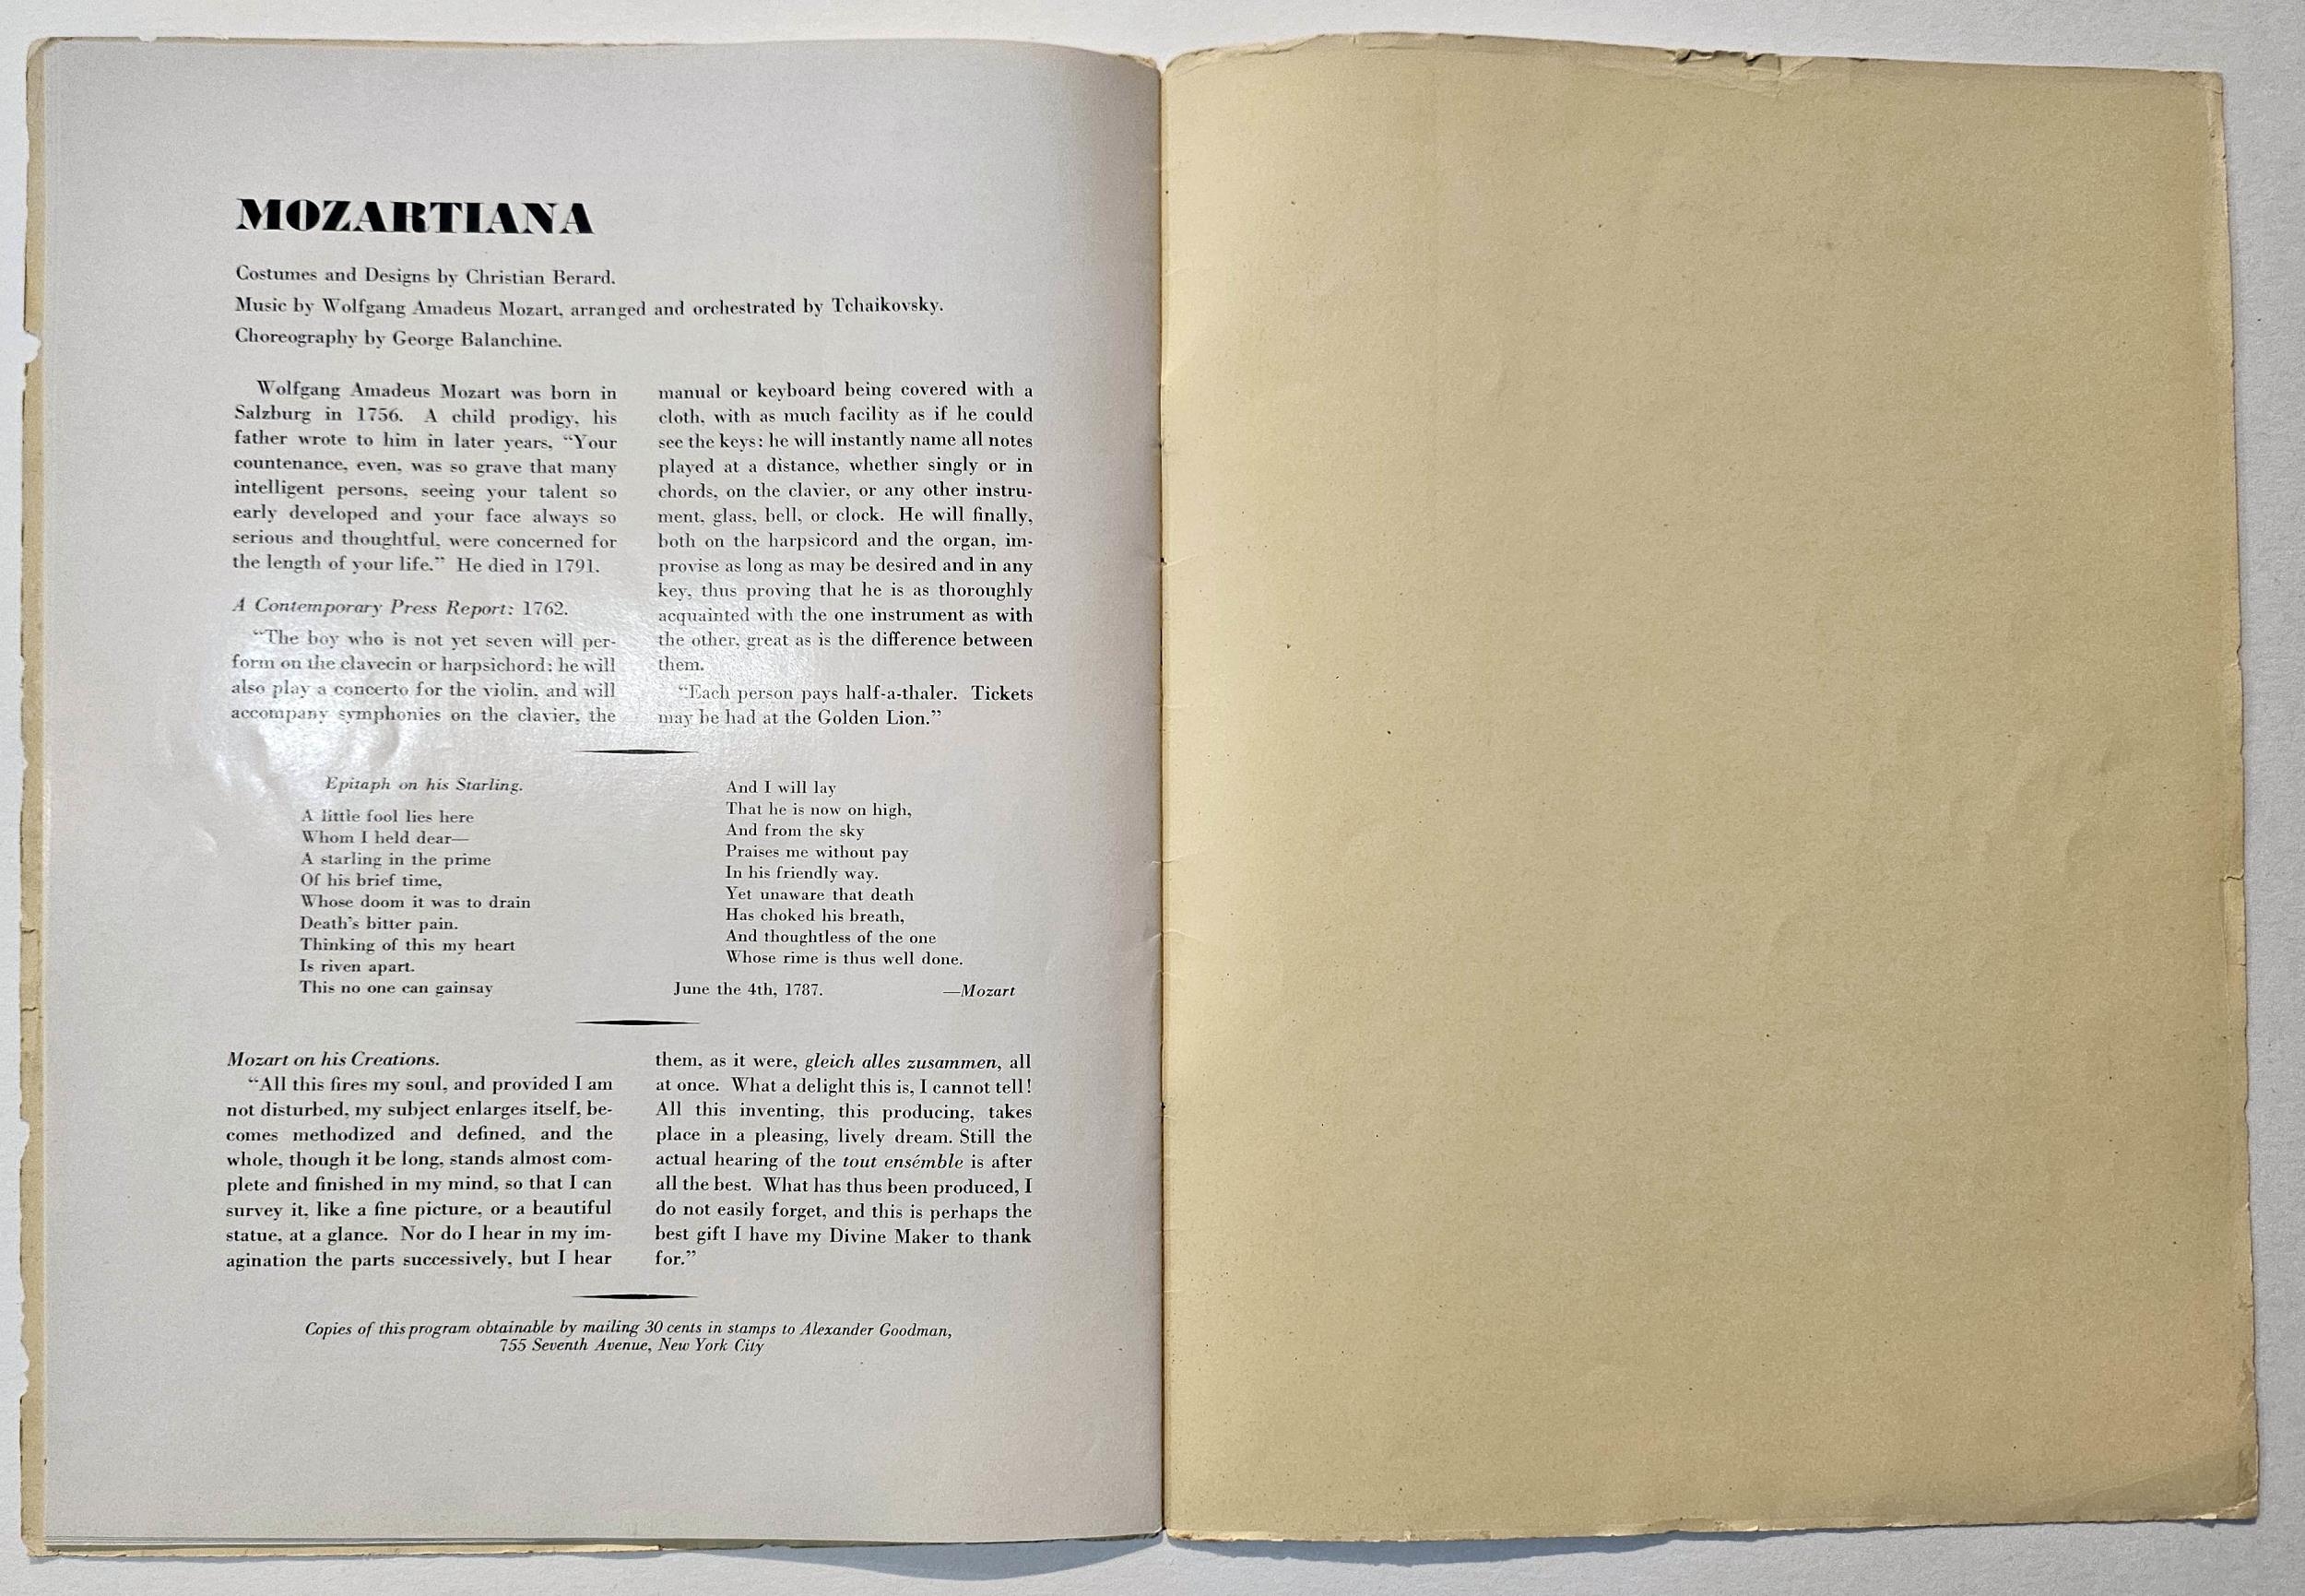 MOZARTIANA
Costumes and Designs by Christian Berard.
Music by Wolfgang Amadeus Mozart, arranged and orchestrated by Tchaikovsky.
Choreography by George Balanchine.
Wolfgang Amadeus Mozart was born in
Salzburg in 1756. A child prodigy, his
father wrote to him in later years, “Your
countenance, even, was so grave that many
intelligent persons, seeing your talent so
early developed and your face always so
serious and thoughtful, were concerned for
the length of your life.” He died in 1791.
A Contemporary Press Report: 1762.
“The boy who is not yet seven will per-
form on the clavecin or harpsichord: he will
also play a concerto for the violin, and will
accompany symphonies on the clavier, the
manual or keyboard being covered with a
cloth, with as much facility as if he could
see the keys: he will instantly name all notes
played at a distance, whether singly or in
chords, on the clavier, or any other instru-
ment, glass, bell, or clock. He will finally,
both on the harpsicord and the organ, im-
provise as long as may be desired and in any
key, thus proving that he is as thoroughly
acquainted with the one instrument as with
the other, great as is the difference between
them.
“Each person pays half-a-thaler. Tickets
may be had at the Golden Lion.”
Epitaph on his Starling.
A little fool lies here
Whom I held dear—
A starling in the prime
Of his brief time,
Whose doom it was to drain
Death's bitter pain.
Thinking of this my heart
Is riven apart.
This no one can gainsay
And I will lay
That he is now on high,
And from the sky
Praises me without pay
In his friendly way.
Yet unaware that death
Has choked his breath,
And thoughtless of the one
Whose rime is thus well done.
June the 4th, 1787. —Mozart
Mozart on his Creations.
“All this fires my soul, and provided I am
not disturbed, my subject enlarges itself, be-
comes methodized and defined, and the
whole, though it be long, stands almost com-
plete and finished in my mind, so that I can
survey it, like a fine picture, or a beautiful
statue, at a glance. Nor do I hear in my im-
agination the parts successively, but I hear
them, as it were, gleich alles zusammen, all
at once. What a delight this is, I cannot tell!
All this inventing, this producing, takes
place in a pleasing, lively dream. Still the
actual hearing of the tout ensémble is after
all the best. What has thus been produced, I
do not easily forget, and this is perhaps the
best gift I have my Divine Maker to thank
for.”
Copies of this program obtainable by mailing 30 cents in stamps to Alexander Goodman,
755 Seventh Avenue, New York City